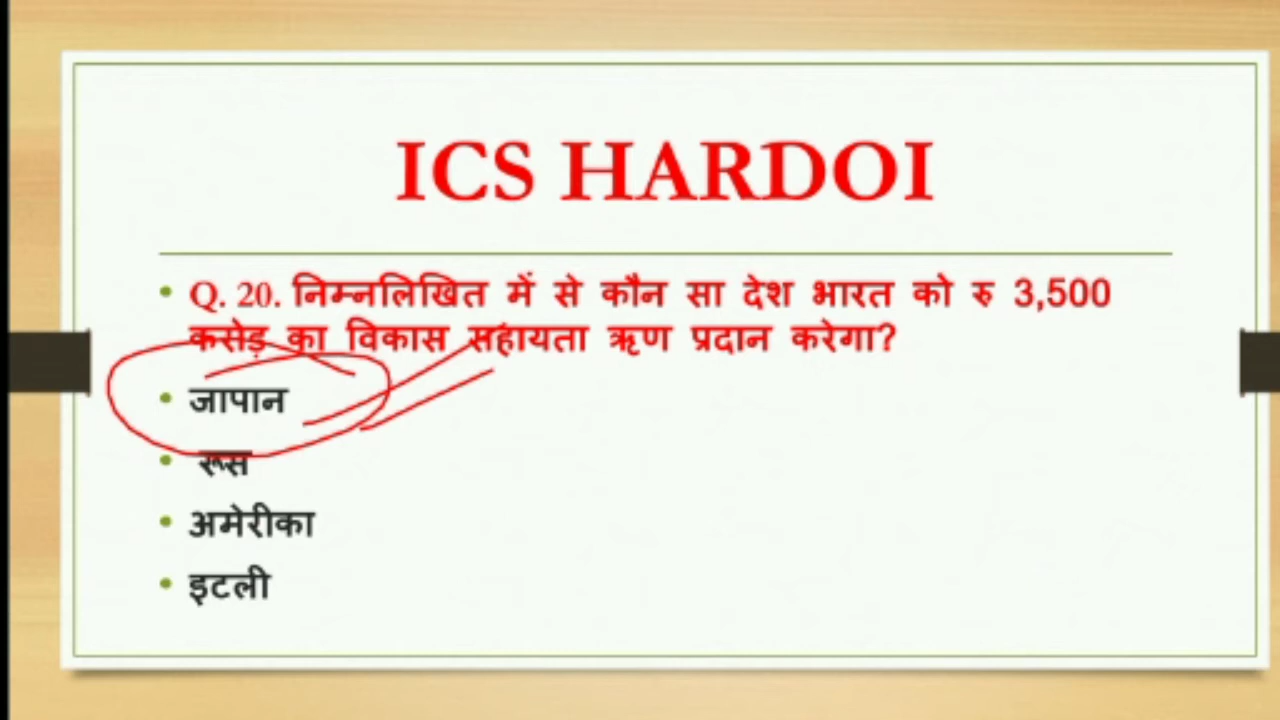 ICS HARDOI
• Q. 20. निम्नलिखित में से कौन सा देश भारत को रु 3,500
करोड़ का विकास सहायता ऋण प्रदान करेगा?
• जापान
• रूस
• अमेरीका
• इटली